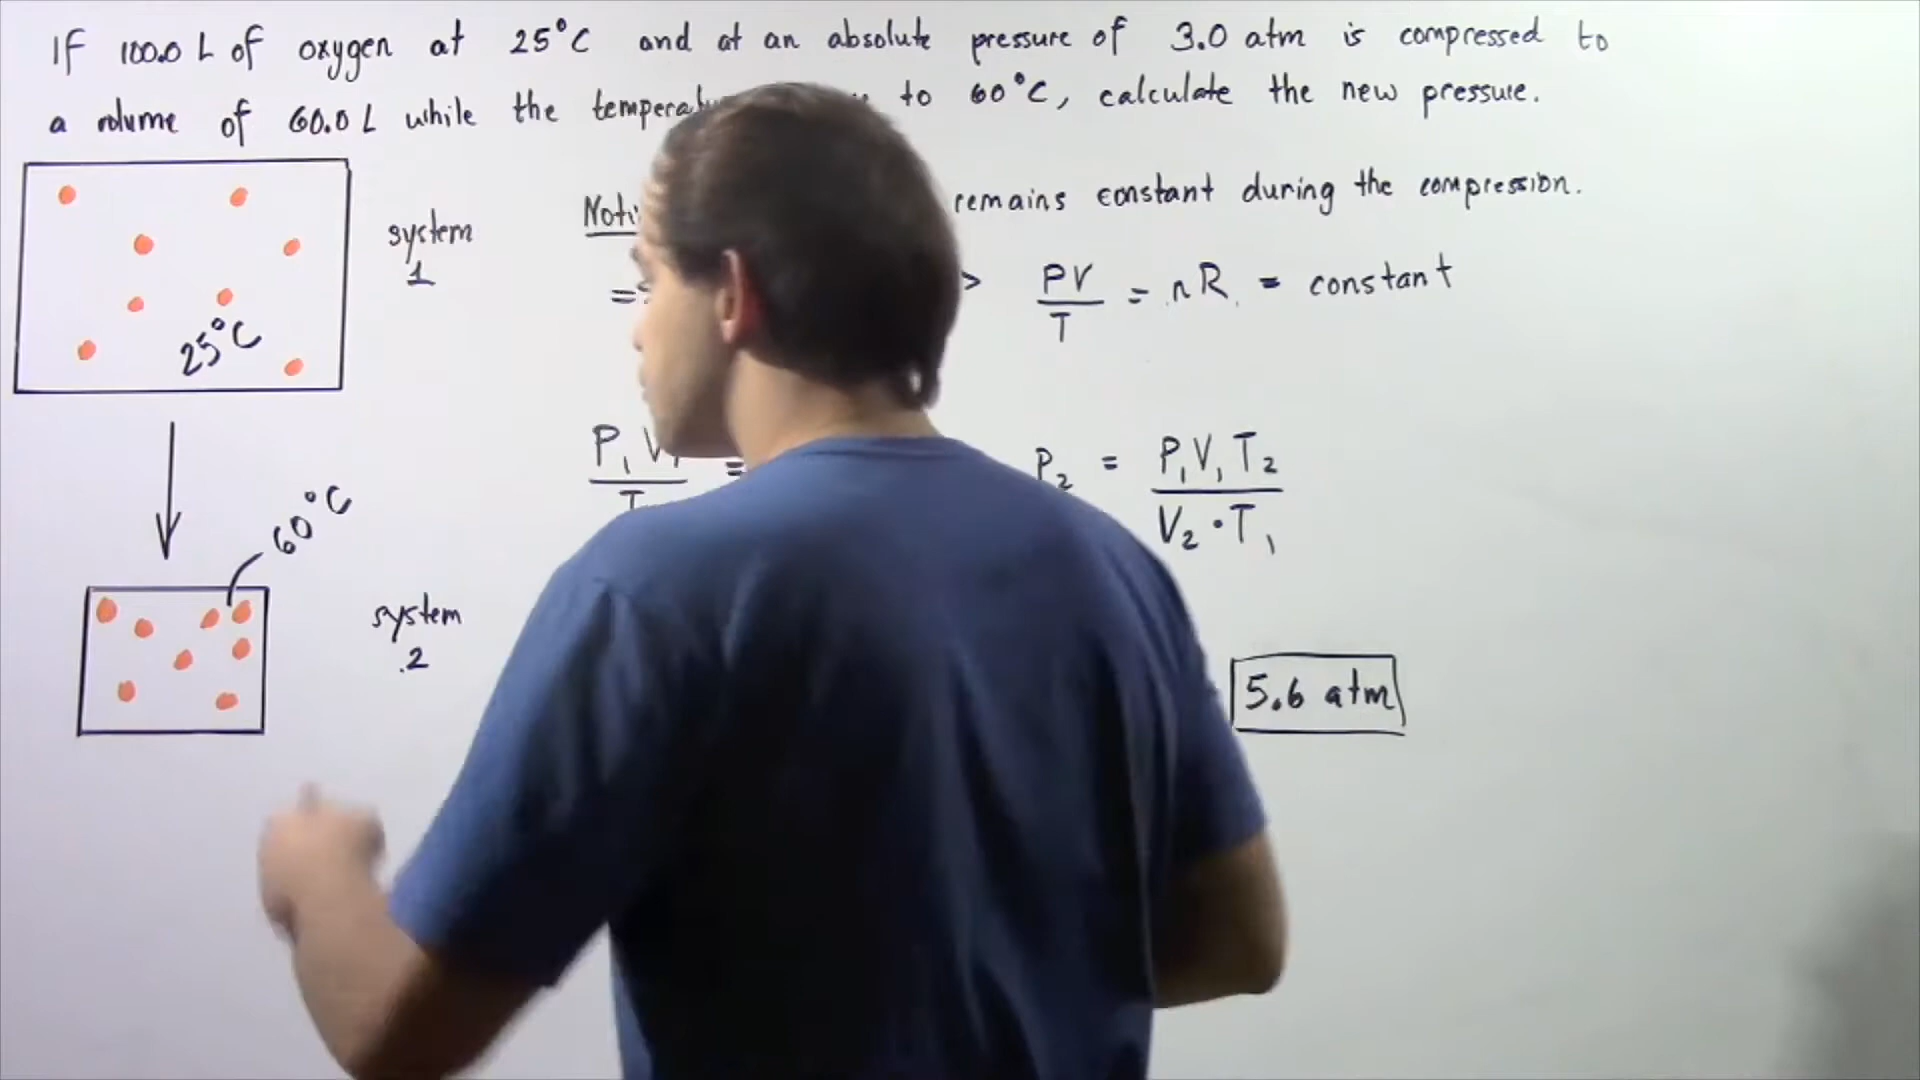 If 100.0 L of oxygen at 25°C and at an absolute pressure of 3.0 atm is compressed to
a volume of 60.0 L while the to 60°C, calculate the new pressure.
remains constant during the compression.
system
1
PV/T = nR = constant
25°C
P₂ = P₁V₁T₂/V₂·T₁
60°C
system
2
5.6 atm